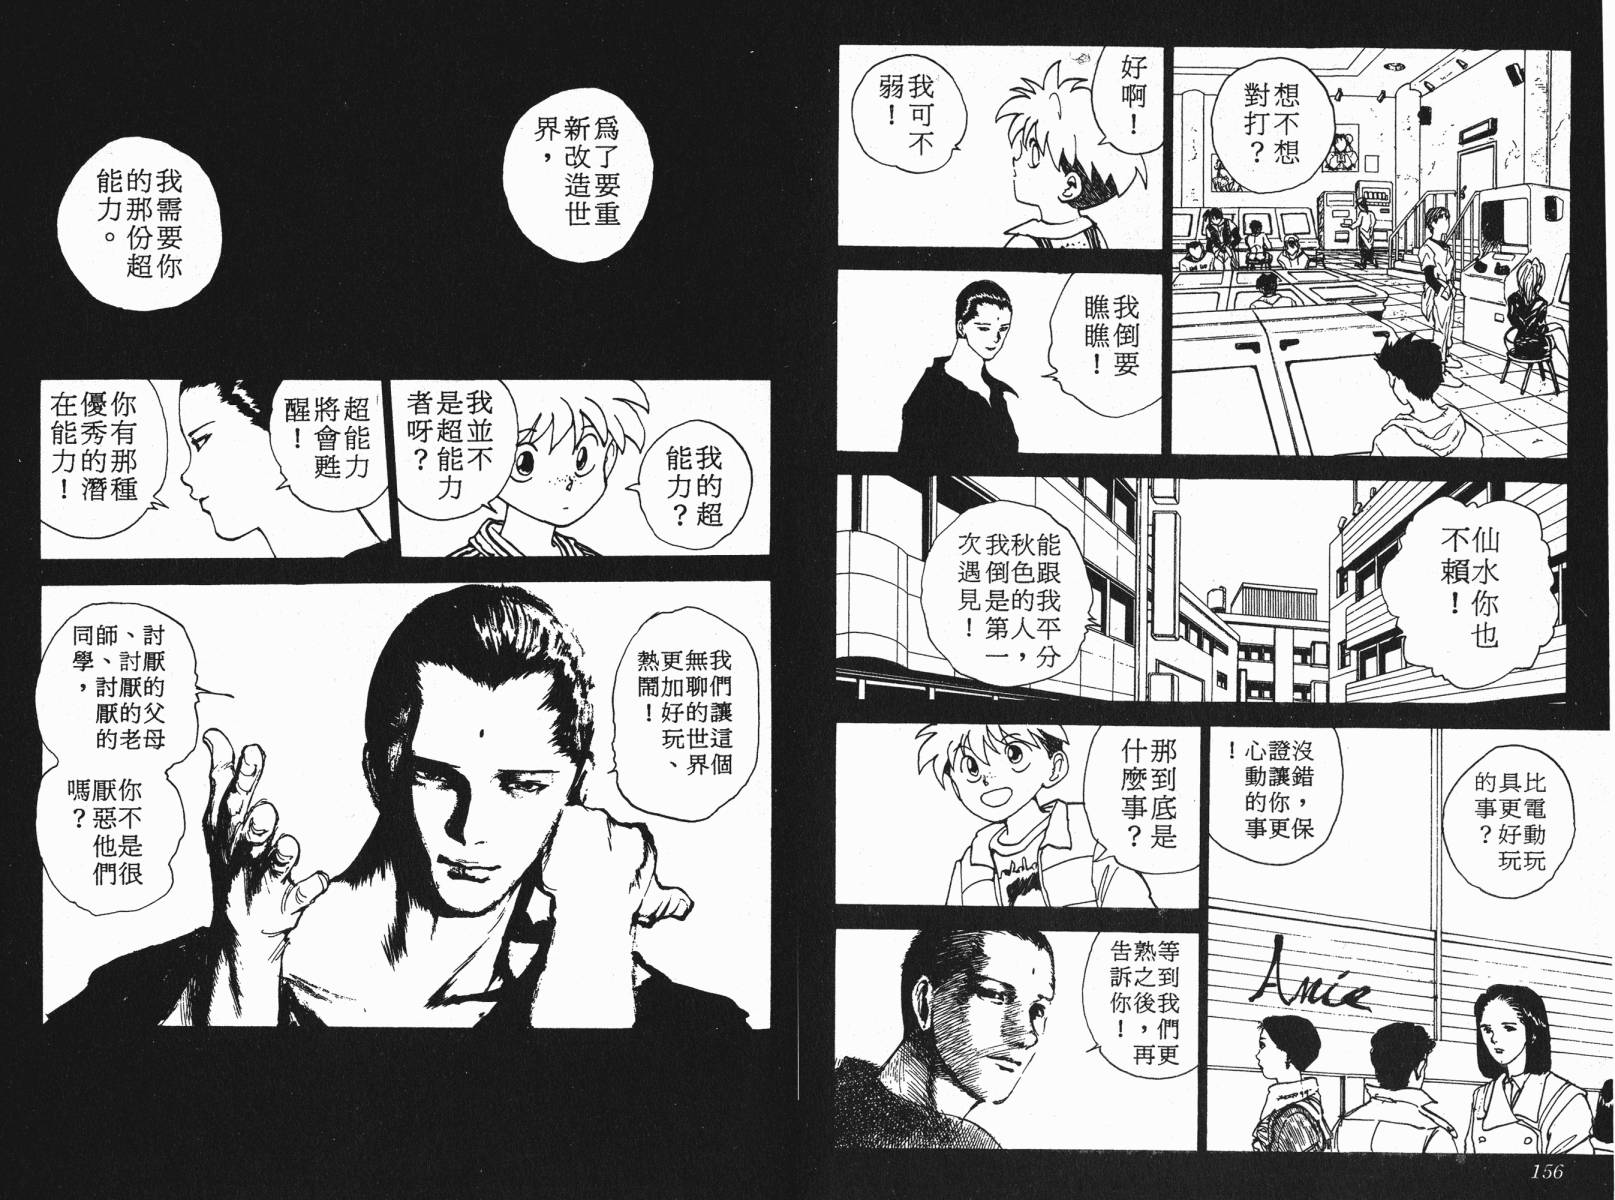 想不想
對打？
好啊！
我可不
弱！
我倒要
瞧瞧！
仙水你也
不賴！
能跟我平分
秋色的人，
我倒是第一
次遇見！
比電動玩
具更好玩
的事？
沒錯，保
證讓你更
心動的事
！
那到底是
什麼事？
等到我們更
熟之後，再
告訴你！
Anie
156
爲了要重
新改造世
界，
我需要你
的那份超
能力。
我的超
能力？
我並不
是超能力
者呀？
超能力
將會甦
醒！
你有那種
優秀的潛
在能力！
我們讓這個
無聊的世界
更加好玩、
熱鬧！
討厭的父母
、討厭的老
師、討厭的
同學，
你不是很
厭惡他們
嗎？